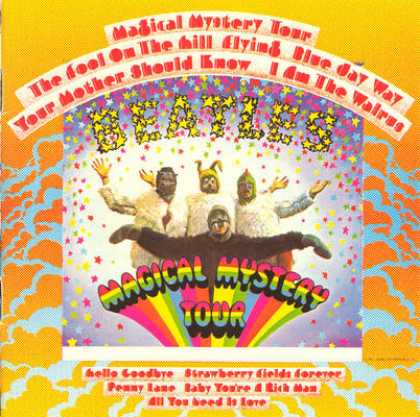 Magical Mystery Tour
The Fool On The Hill Flying Blue Jay Way
Your Mother Should Know I Am The Walrus
BEATLES
MAGICAL MYSTERY
TOUR
Hello Goodbye Strawberry Fields Forever
Penny Lane Baby You're A Rich Man
All You Need Is Love